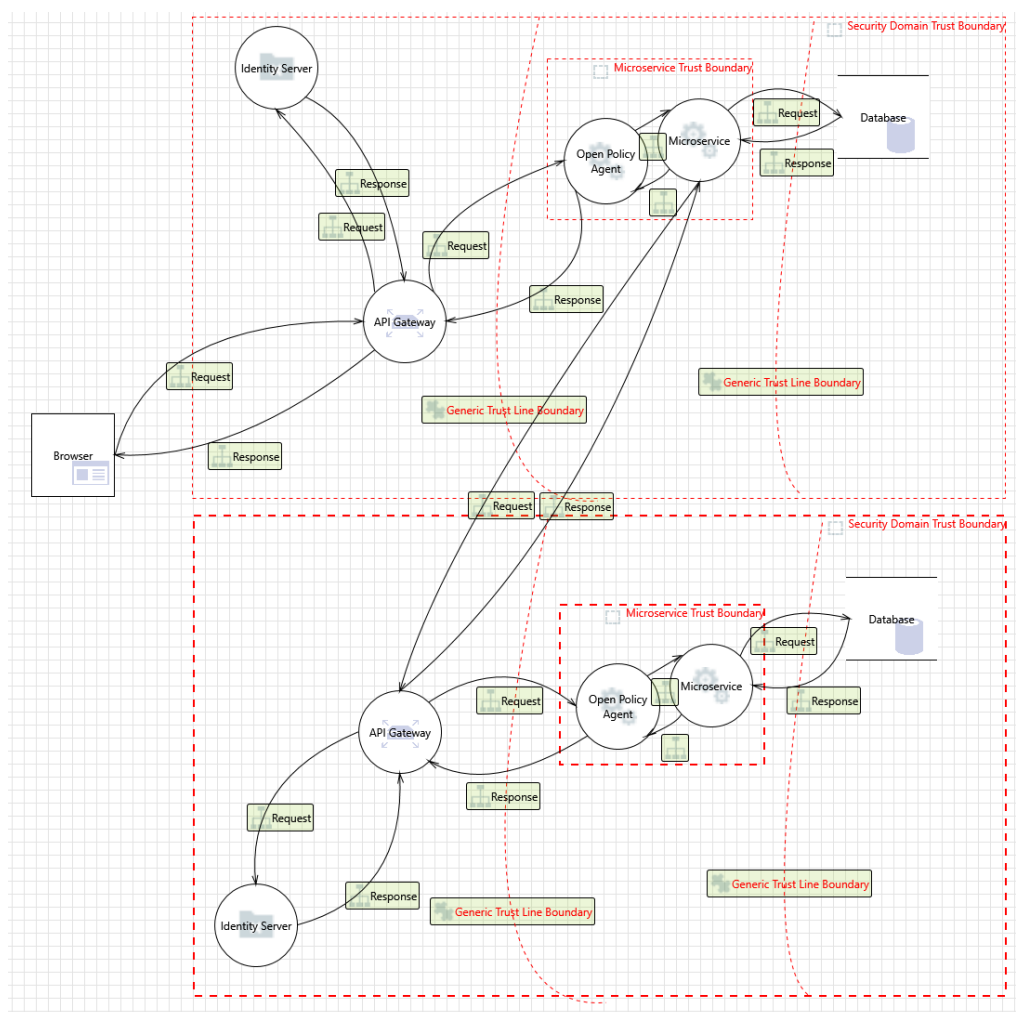 Security Domain Trust Boundary
Identity Server
Microservice Trust Boundary
Request
Database
Microservice
Open Policy
Agent
Response
Response
Request
Request
Response
API Gateway
Request
Generic Trust Line Boundary
Generic Trust Line Boundary
Browser
Response
Request
Response
Security Domain Trust Boundary
Microservice Trust Boundary
Database
Request
Microservice
Open Policy
Agent
Request
Response
API Gateway
Response
Request
Response
Generic Trust Line Boundary
Generic Trust Line Boundary
Identity Server